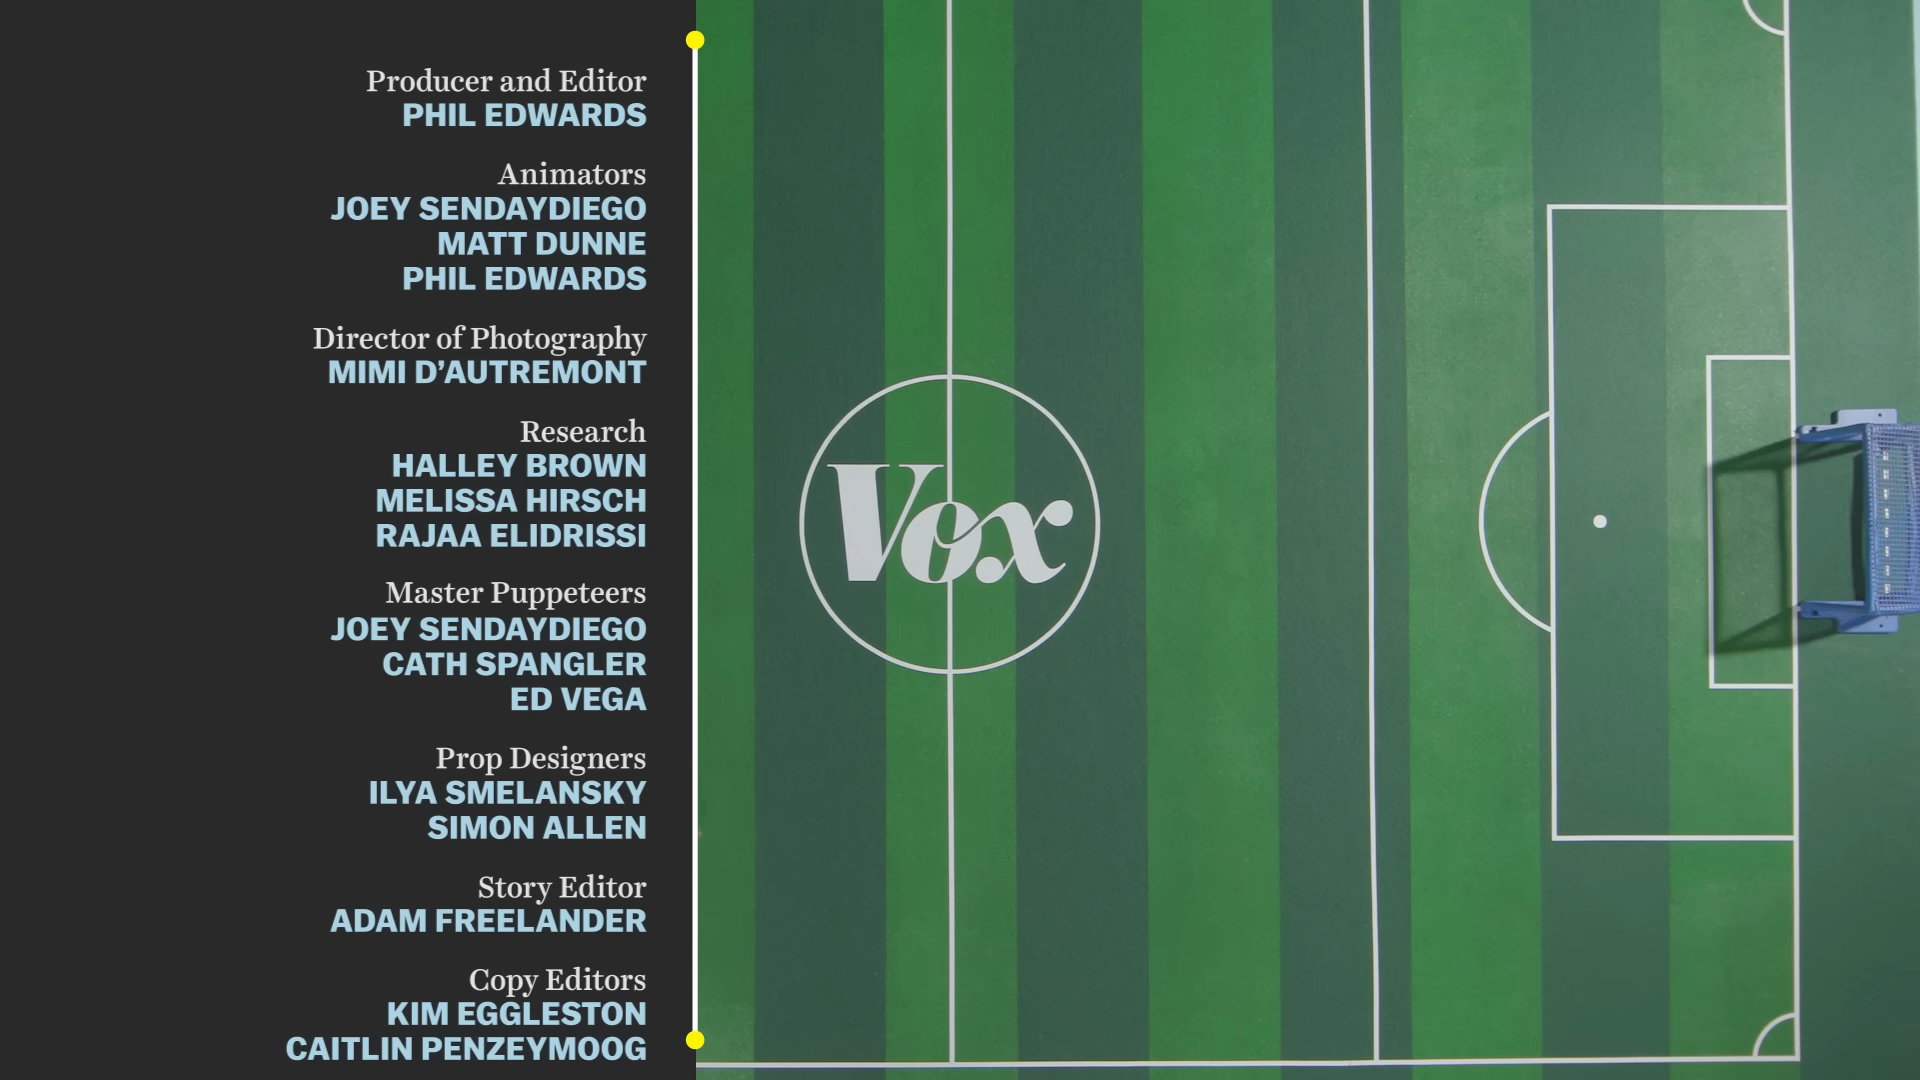 Producer and Editor
PHIL EDWARDS
Animators
JOEY SENDAYDIEGO
MATT DUNNE
PHIL EDWARDS
Director of Photography
MIMI D’AUTREMONT
Research
HALLEY BROWN
MELISSA HIRSCH
RAJAA ELIDRISSI
Master Puppeteers
JOEY SENDAYDIEGO
CATH SPANGLER
ED VEGA
Prop Designers
ILYA SMELANSKY
SIMON ALLEN
Story Editor
ADAM FREELANDER
Copy Editors
KIM EGGLESTON
CAITLIN PENZEYMOOG
Vox